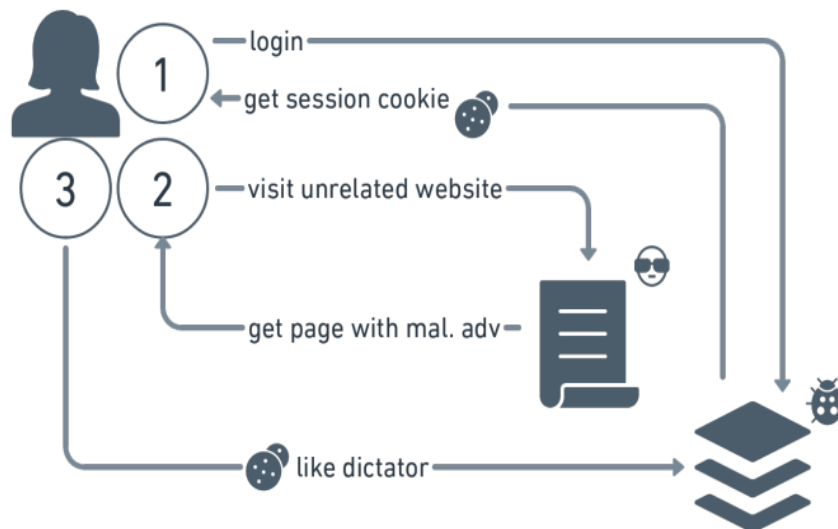 login
1
get session cookie
3
2
visit unrelated website
get page with mal. adv
like dictator